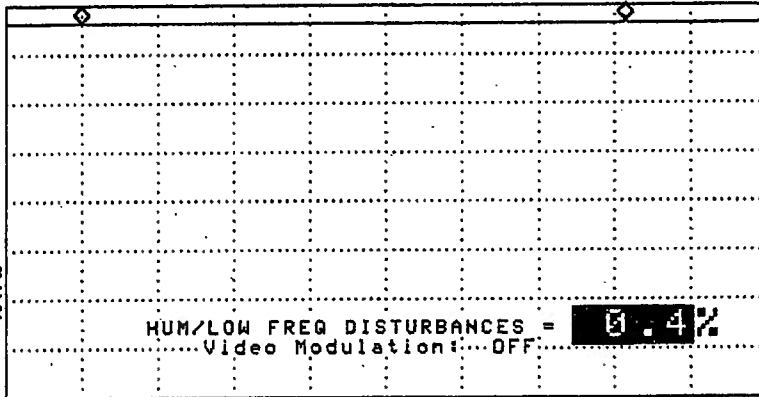 HUM/LOW FREQ DISTURBANCES = 0.4%
Video Modulation: OFF